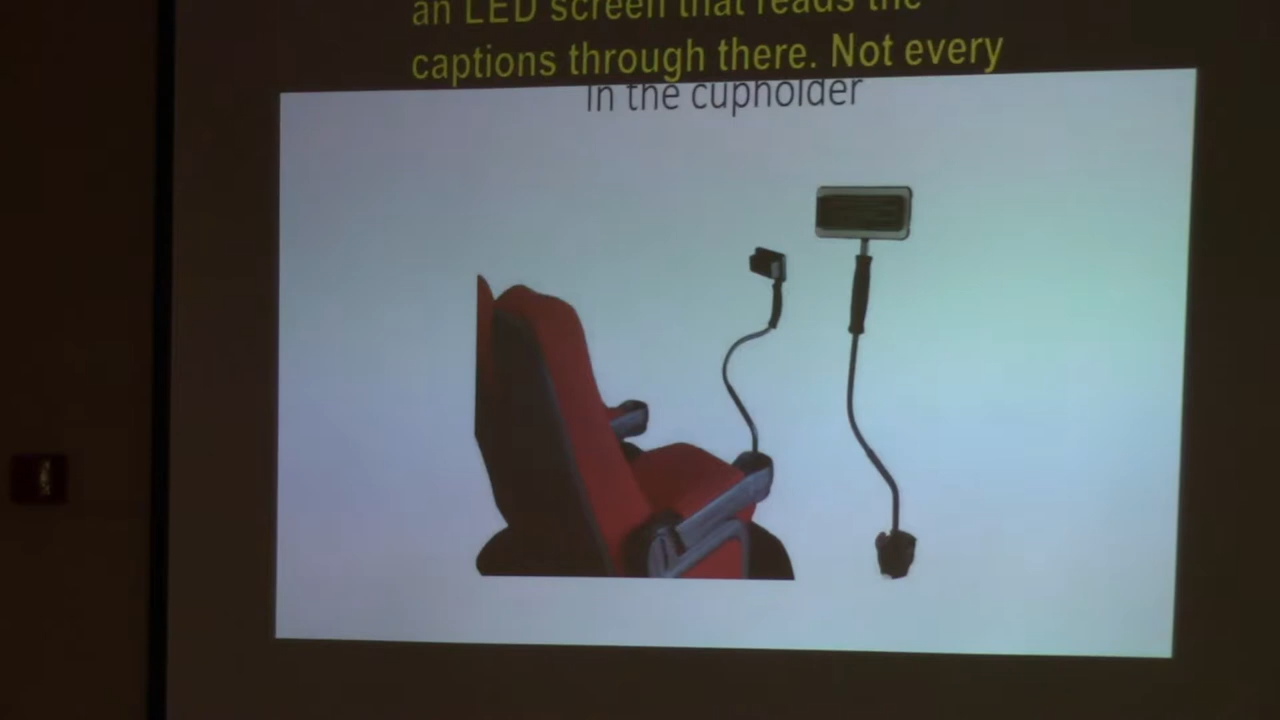 an LED screen that reads the
captions through there. Not every
In the cupholder